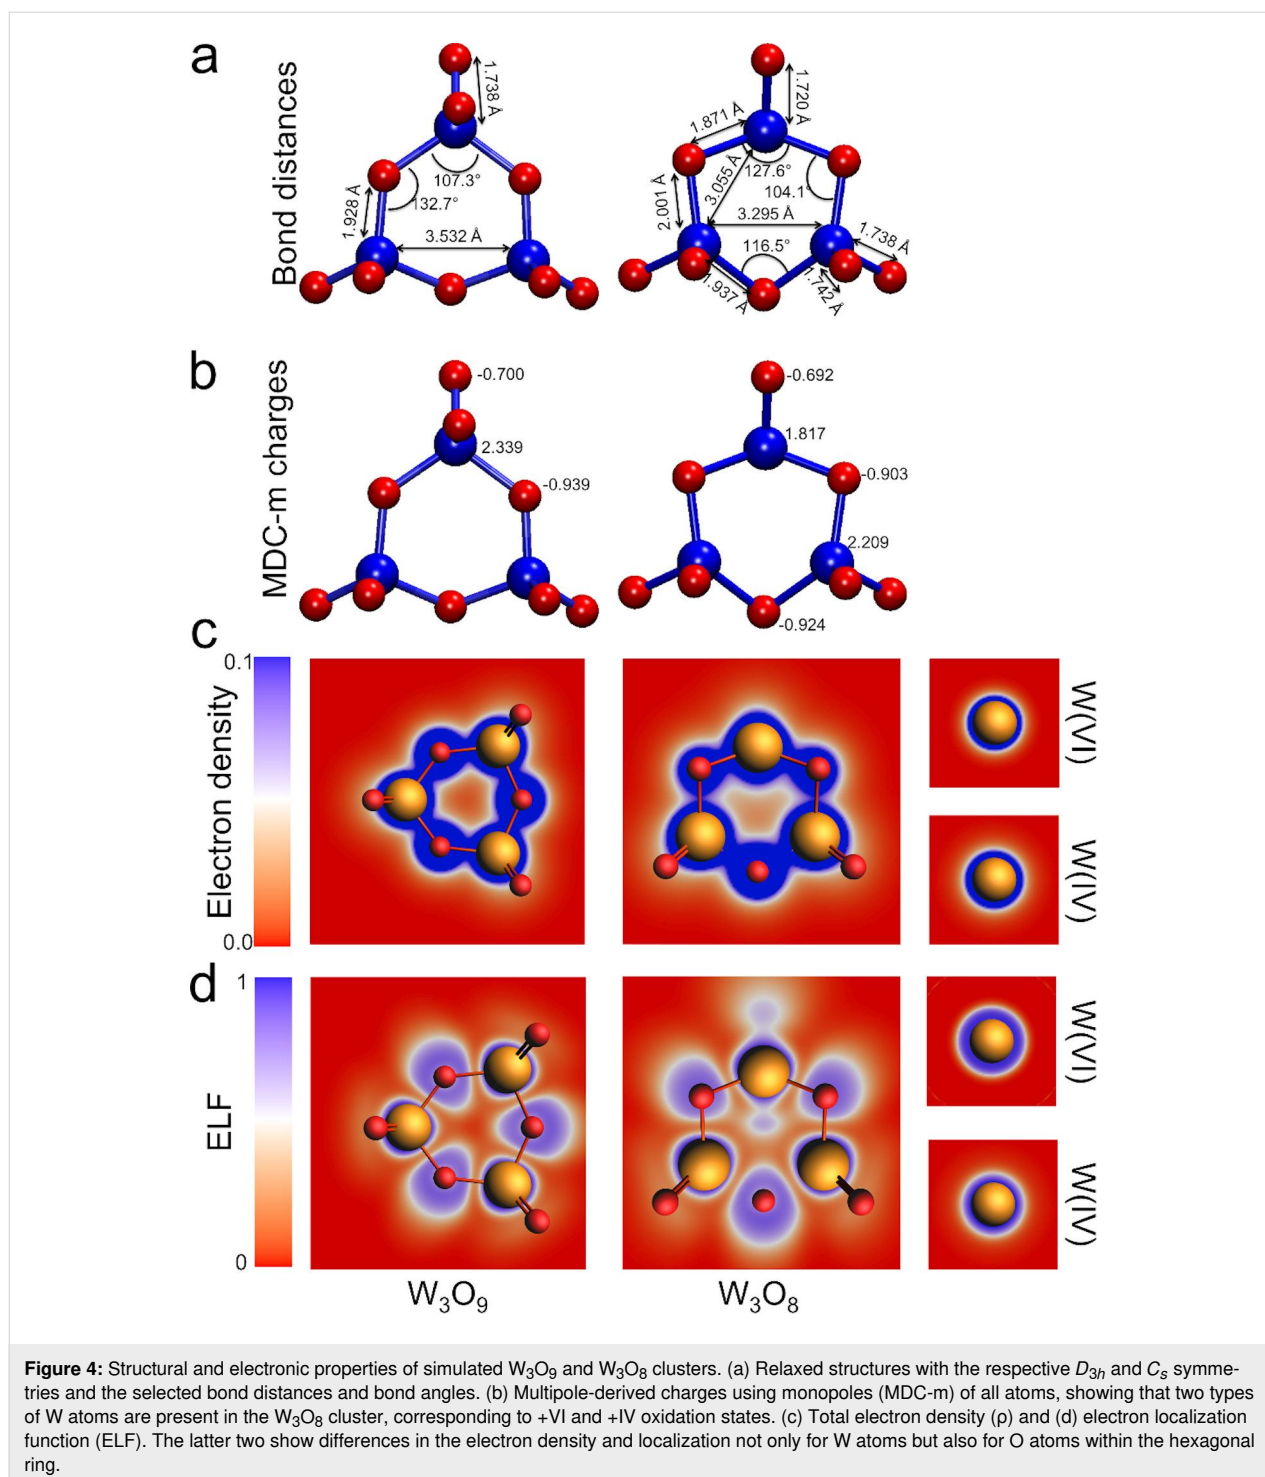 a
Bond distances
1.738 Å
107.3°
132.7°
1.928 Å
3.532 Å
1.720 Å
1.871 Å
127.6°
3.055 Å
104.1°
2.001 Å
3.295 Å
1.738 Å
116.5°
1.937 Å
1.742 Å
b
MDC-m charges
-0.700
2.339
-0.939
-0.692
1.817
-0.903
2.209
-0.924
c
Electron density
0.1
0.0
W(VI)
W(IV)
d
ELF
1
0
W(VI)
W(IV)
W₃O₉
W₃O₈
Figure 4: Structural and electronic properties of simulated W₃O₉ and W₃O₈ clusters. (a) Relaxed structures with the respective D₃ₕ and Cₛ symme-
tries and the selected bond distances and bond angles. (b) Multipole-derived charges using monopoles (MDC-m) of all atoms, showing that two types
of W atoms are present in the W₃O₈ cluster, corresponding to +VI and +IV oxidation states. (c) Total electron density (ρ) and (d) electron localization
function (ELF). The latter two show differences in the electron density and localization not only for W atoms but also for O atoms within the hexagonal
ring.